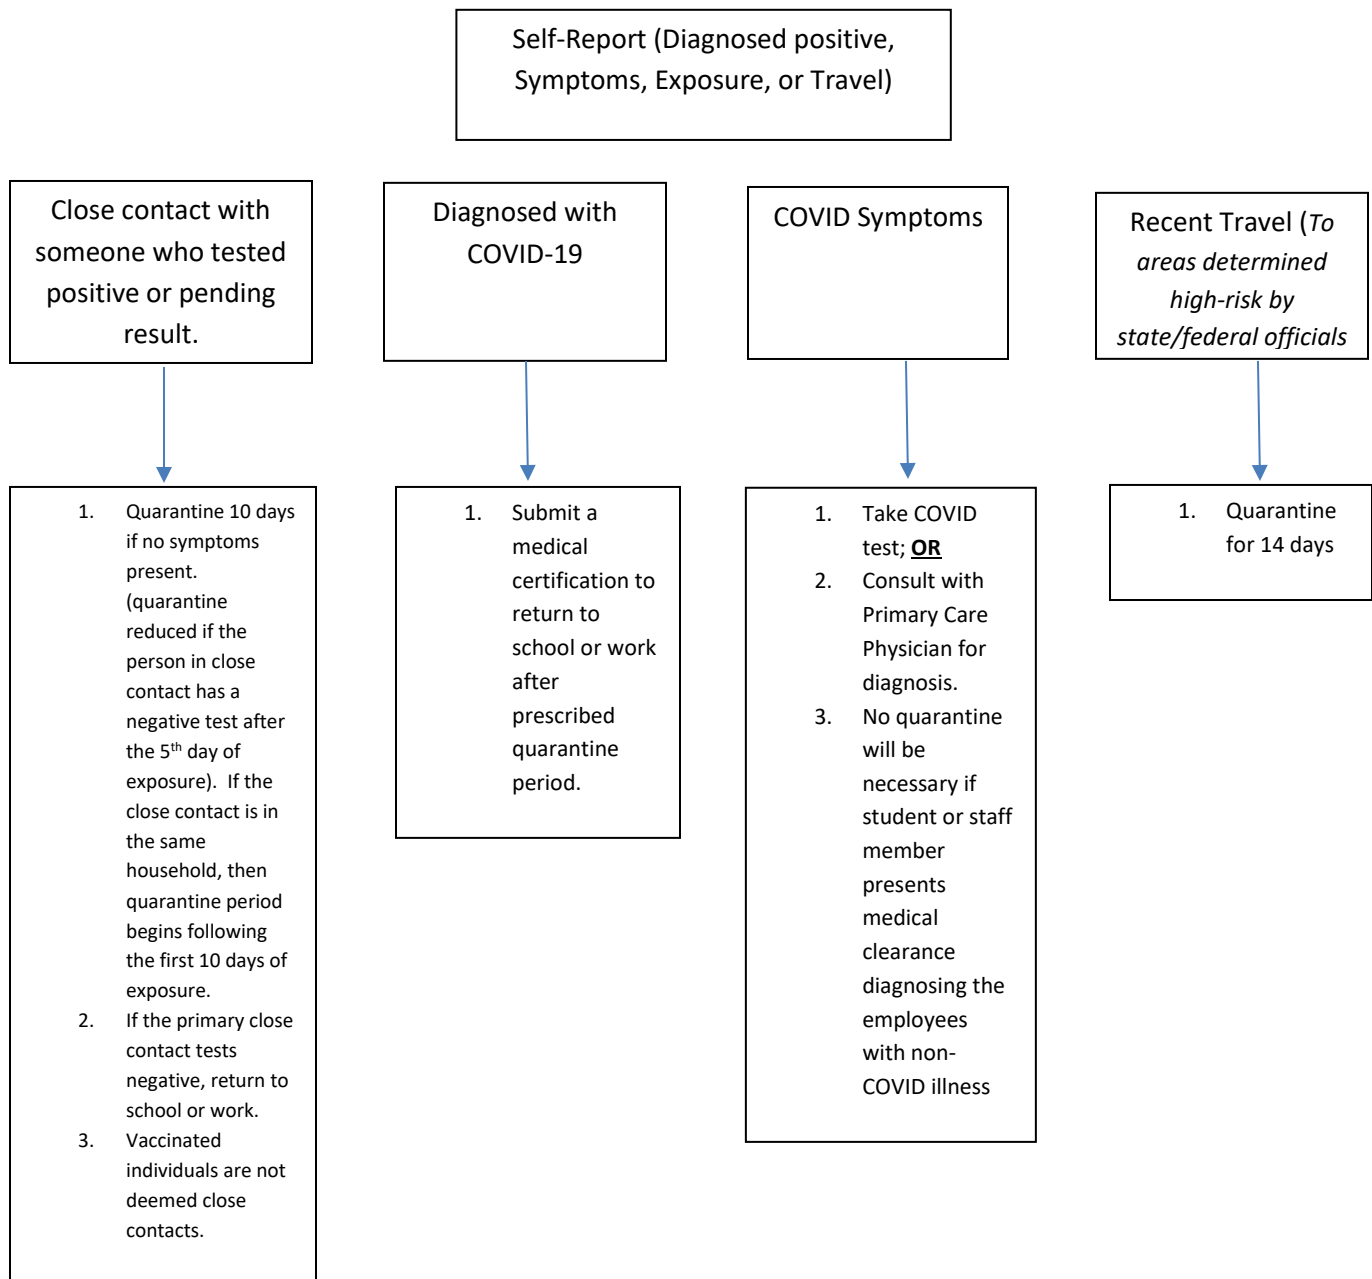 Self-Report (Diagnosed positive,
Symptoms, Exposure, or Travel)
Close contact with
someone who tested
positive or pending
result.
Diagnosed with
COVID-19
COVID Symptoms
Recent Travel (To
areas determined
high-risk by
state/federal officials
1. Quarantine 10 days
if no symptoms
present.
(quarantine
reduced if the
person in close
contact has a
negative test after
the 5th day of
exposure). If the
close contact is in
the same
household, then
quarantine period
begins following
the first 10 days of
exposure.
2. If the primary close
contact tests
negative, return to
school or work.
3. Vaccinated
individuals are not
deemed close
contacts.
1. Submit a
medical
certification to
return to
school or work
after
prescribed
quarantine
period.
1. Take COVID
test; OR
2. Consult with
Primary Care
Physician for
diagnosis.
3. No quarantine
will be
necessary if
student or staff
member
presents
medical
clearance
diagnosing the
employees
with non-
COVID illness
1. Quarantine
for 14 days